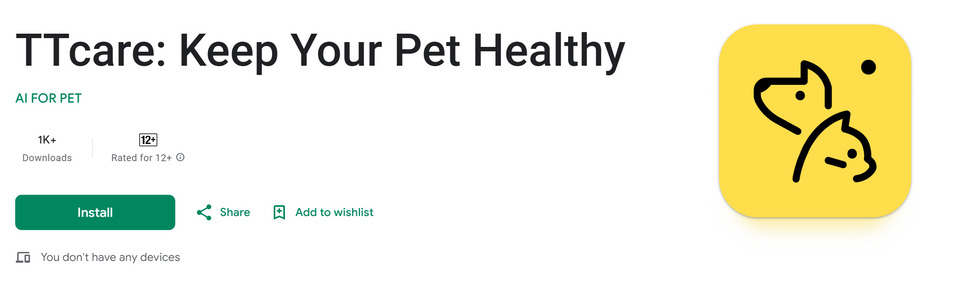 TTcare: Keep Your Pet Healthy
AI FOR PET
1K+
Downloads
12+
Rated for 12+
Install
Share
Add to wishlist
You don't have any devices